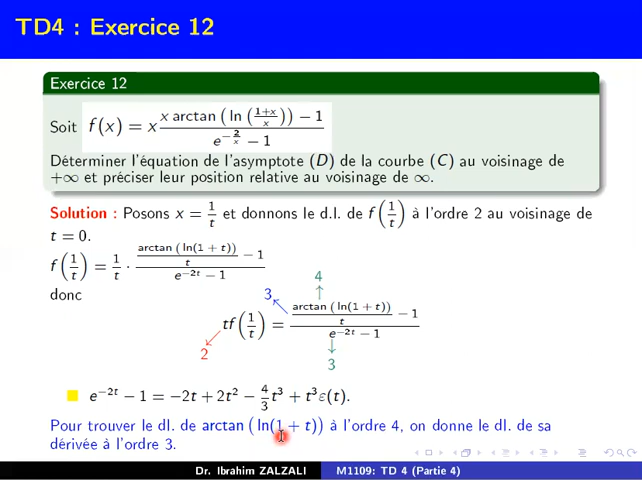 TD4 : Exercice 12
Exercice 12
Soit f(x) = x (x arctan (ln ((1+x)/x)) − 1) / (e^(−2/x) − 1)
Déterminer l'équation de l'asymptote (D) de la courbe (C) au voisinage de
+∞ et préciser leur position relative au voisinage de ∞.
Solution : Posons x = 1/t et donnons le d.l. de f(1/t) à l'ordre 2 au voisinage de
t = 0.
f(1/t) = 1/t · (arctan (ln(1 + t))/t − 1) / (e^(−2t) − 1)
donc
4
3
tf(1/t) = (arctan (ln(1 + t))/t − 1) / (e^(−2t) − 1)
2
3
e^(−2t) − 1 = −2t + 2t² − 4/3 t³ + t³ε(t).
Pour trouver le dl. de arctan (ln(1 + t)) à l'ordre 4, on donne le dl. de sa
dérivée à l'ordre 3.
Dr. Ibrahim ZALZALI M1109: TD 4 (Partie 4)